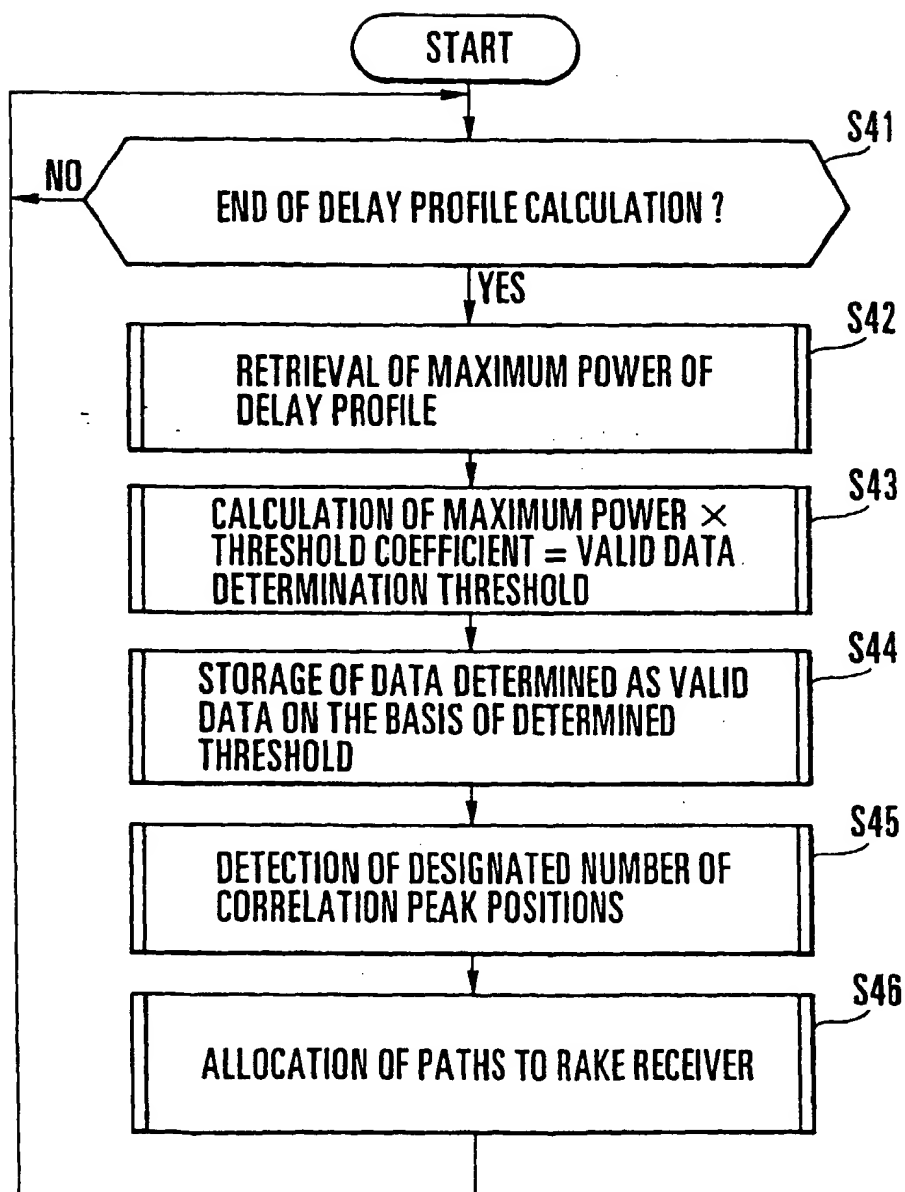 START
S41
NO
END OF DELAY PROFILE CALCULATION ?
YES
S42
RETRIEVAL OF MAXIMUM POWER OF
DELAY PROFILE
S43
CALCULATION OF MAXIMUM POWER ×
THRESHOLD COEFFICIENT = VALID DATA
DETERMINATION THRESHOLD
S44
STORAGE OF DATA DETERMINED AS VALID
DATA ON THE BASIS OF DETERMINED
THRESHOLD
S45
DETECTION OF DESIGNATED NUMBER OF
CORRELATION PEAK POSITIONS
S46
ALLOCATION OF PATHS TO RAKE RECEIVER